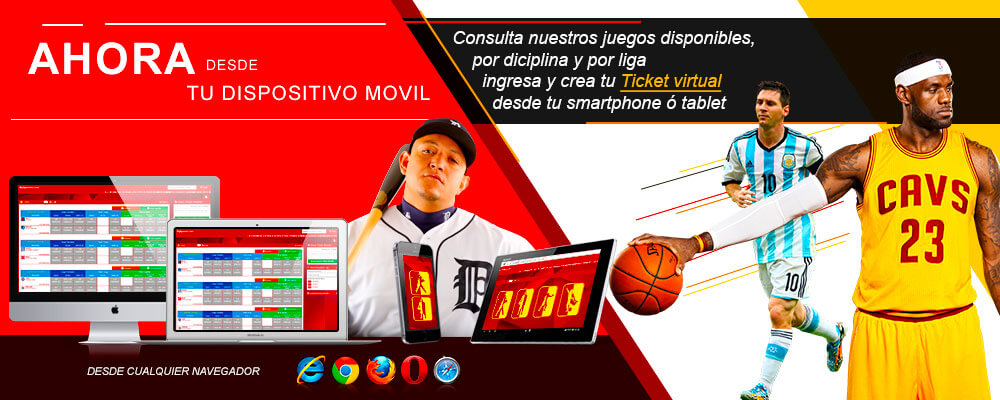 AHORA DESDE
TU DISPOSITIVO MOVIL
Consulta nuestros juegos disponibles,
por diciplina y por liga
ingresa y crea tu Ticket virtual
desde tu smartphone ó tablet
10
10
CAVS
23
D
DESDE CUALQUIER NAVEGADOR